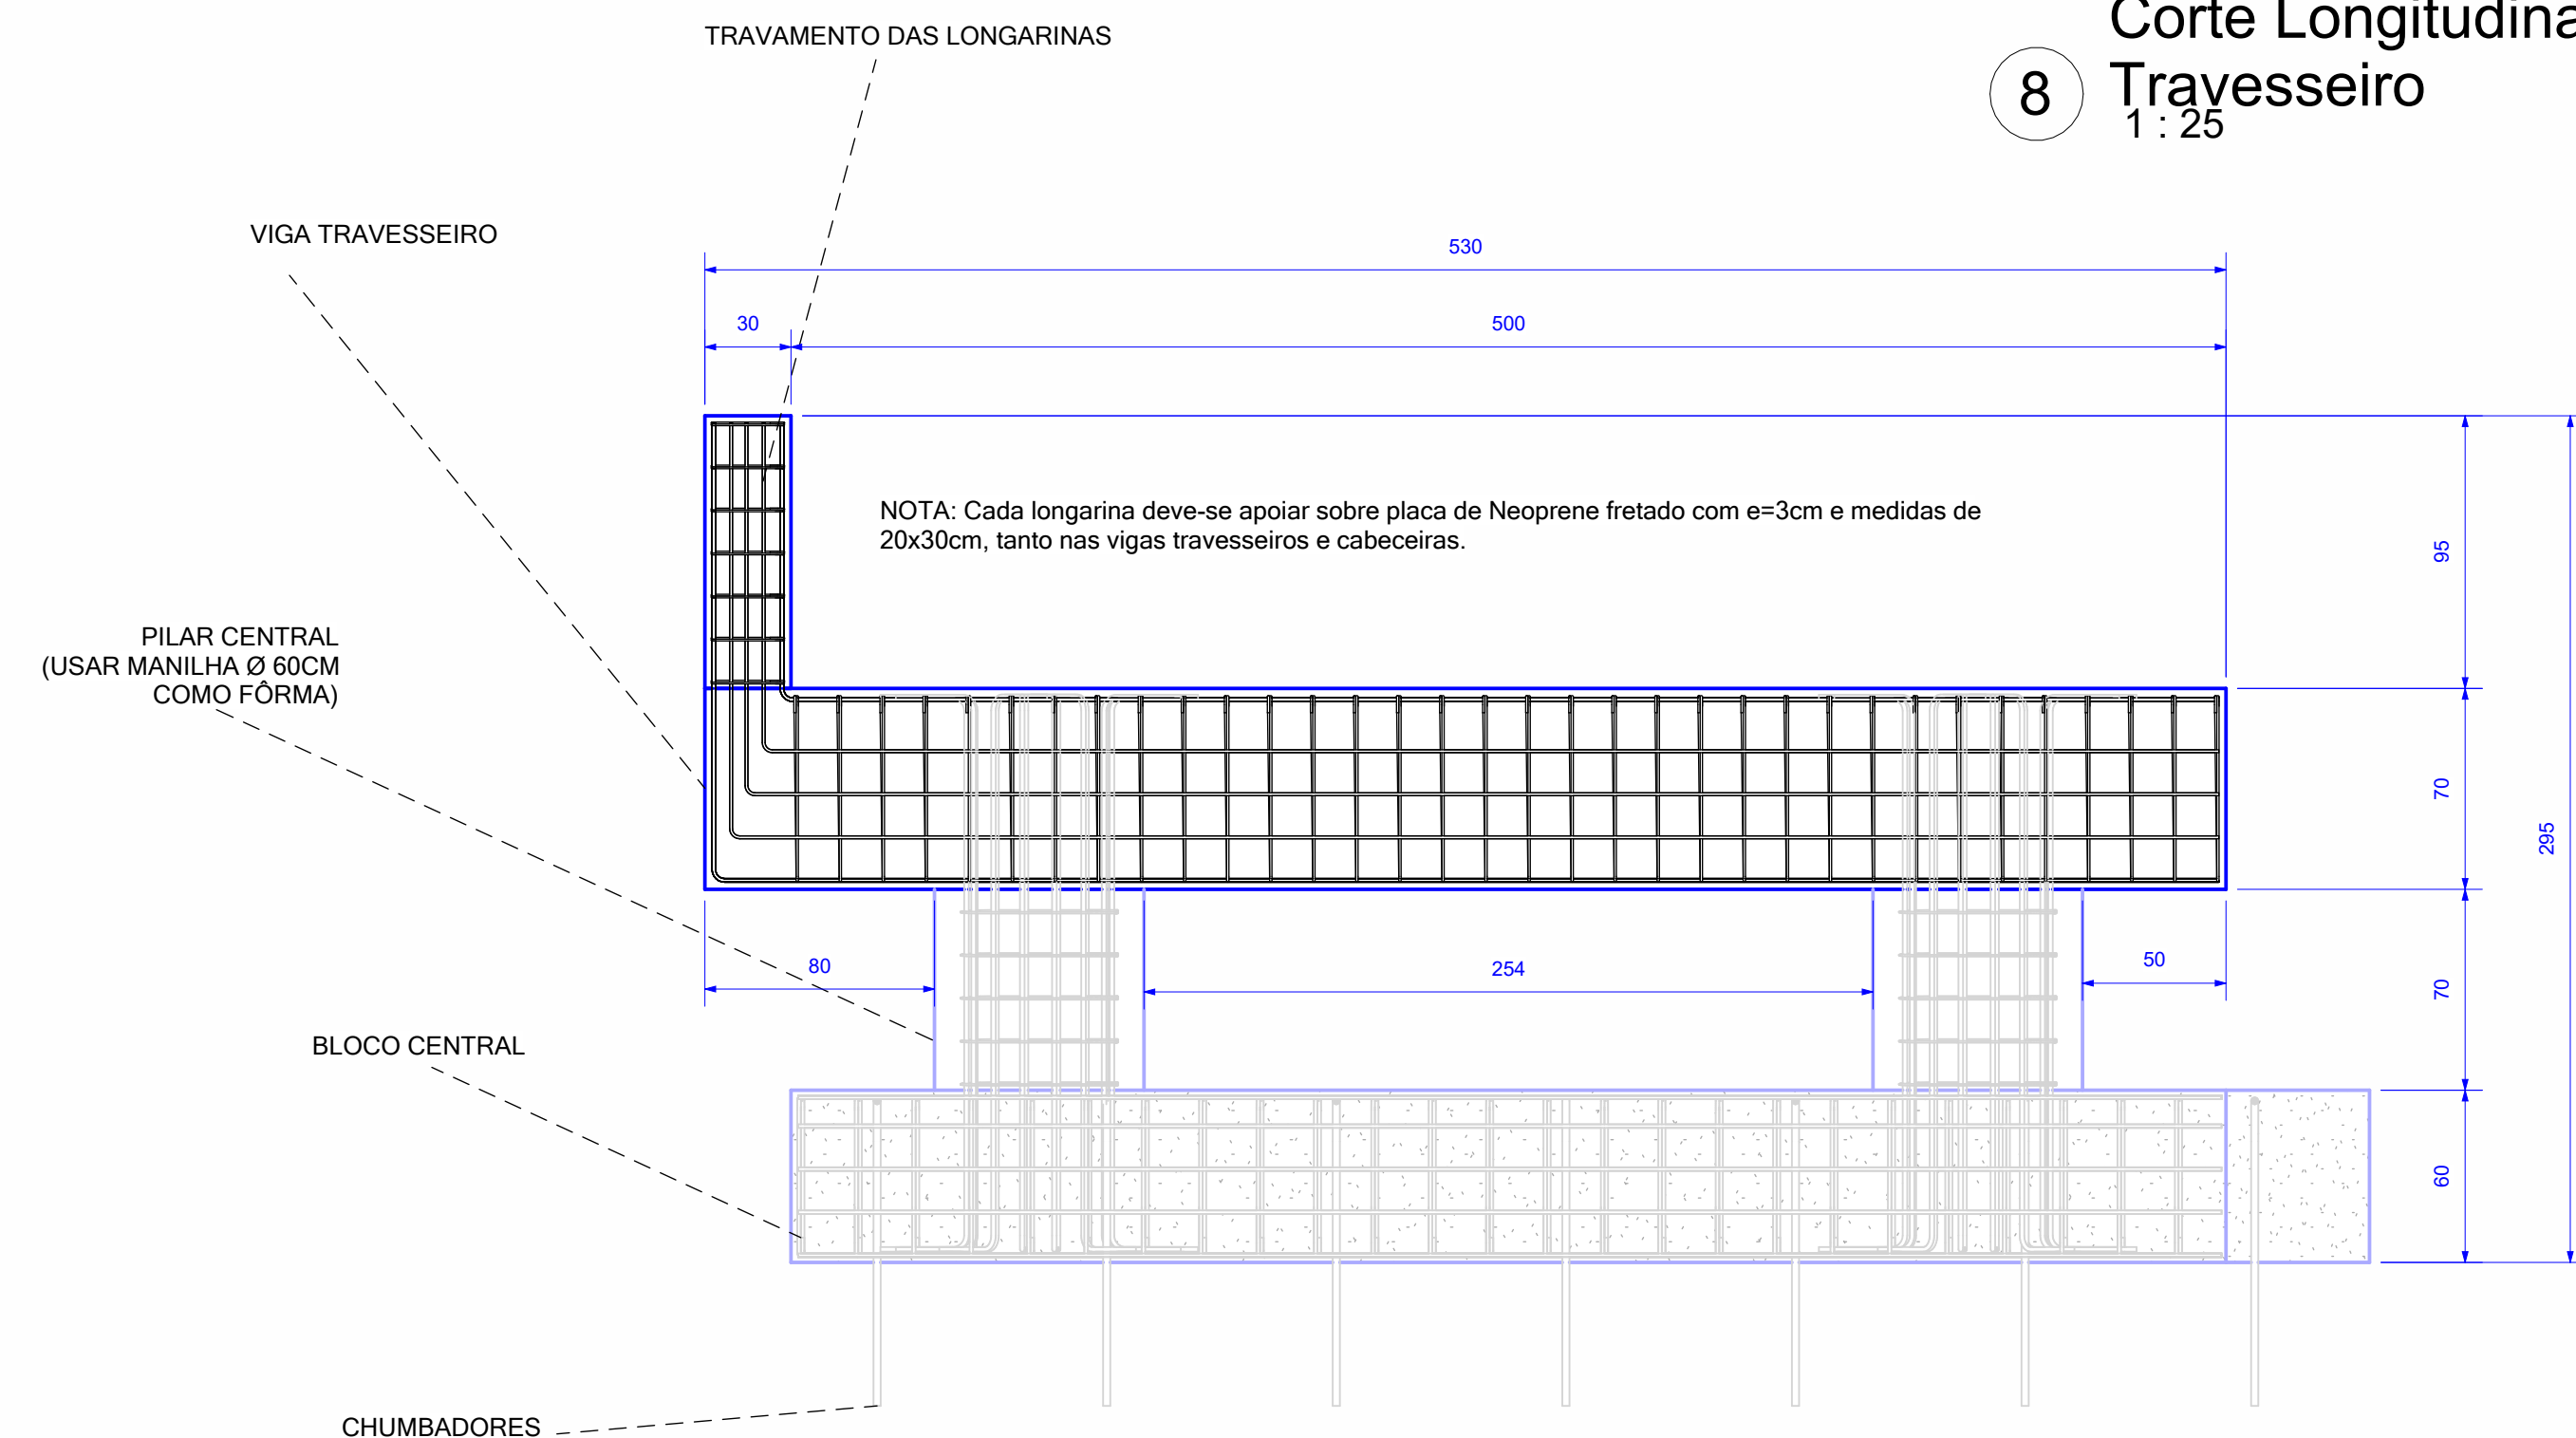 TRAVAMENTO DAS LONGARINAS
Corte Longitudina
8
Travesseiro
1 : 25
VIGA TRAVESSEIRO
530
30
500
NOTA: Cada longarina deve-se apoiar sobre placa de Neoprene fretado com e=3cm e medidas de
20x30cm, tanto nas vigas travesseiros e cabeceiras.
95
PILAR CENTRAL
(USAR MANILHA Ø 60CM
COMO FÔRMA)
70
295
80
254
50
70
BLOCO CENTRAL
60
CHUMBADORES